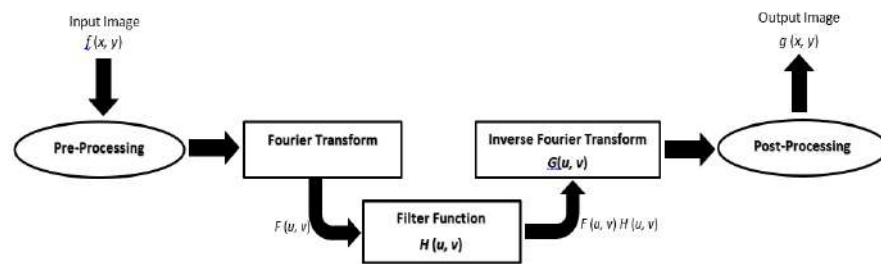 Input Image
f (x, y)
Output Image
g (x, y)
Pre-Processing
Fourier Transform
Inverse Fourier Transform
G(u, v)
Post-Processing
F (u, v)
Filter Function
H (u, v)
F (u, v) H (u, v)